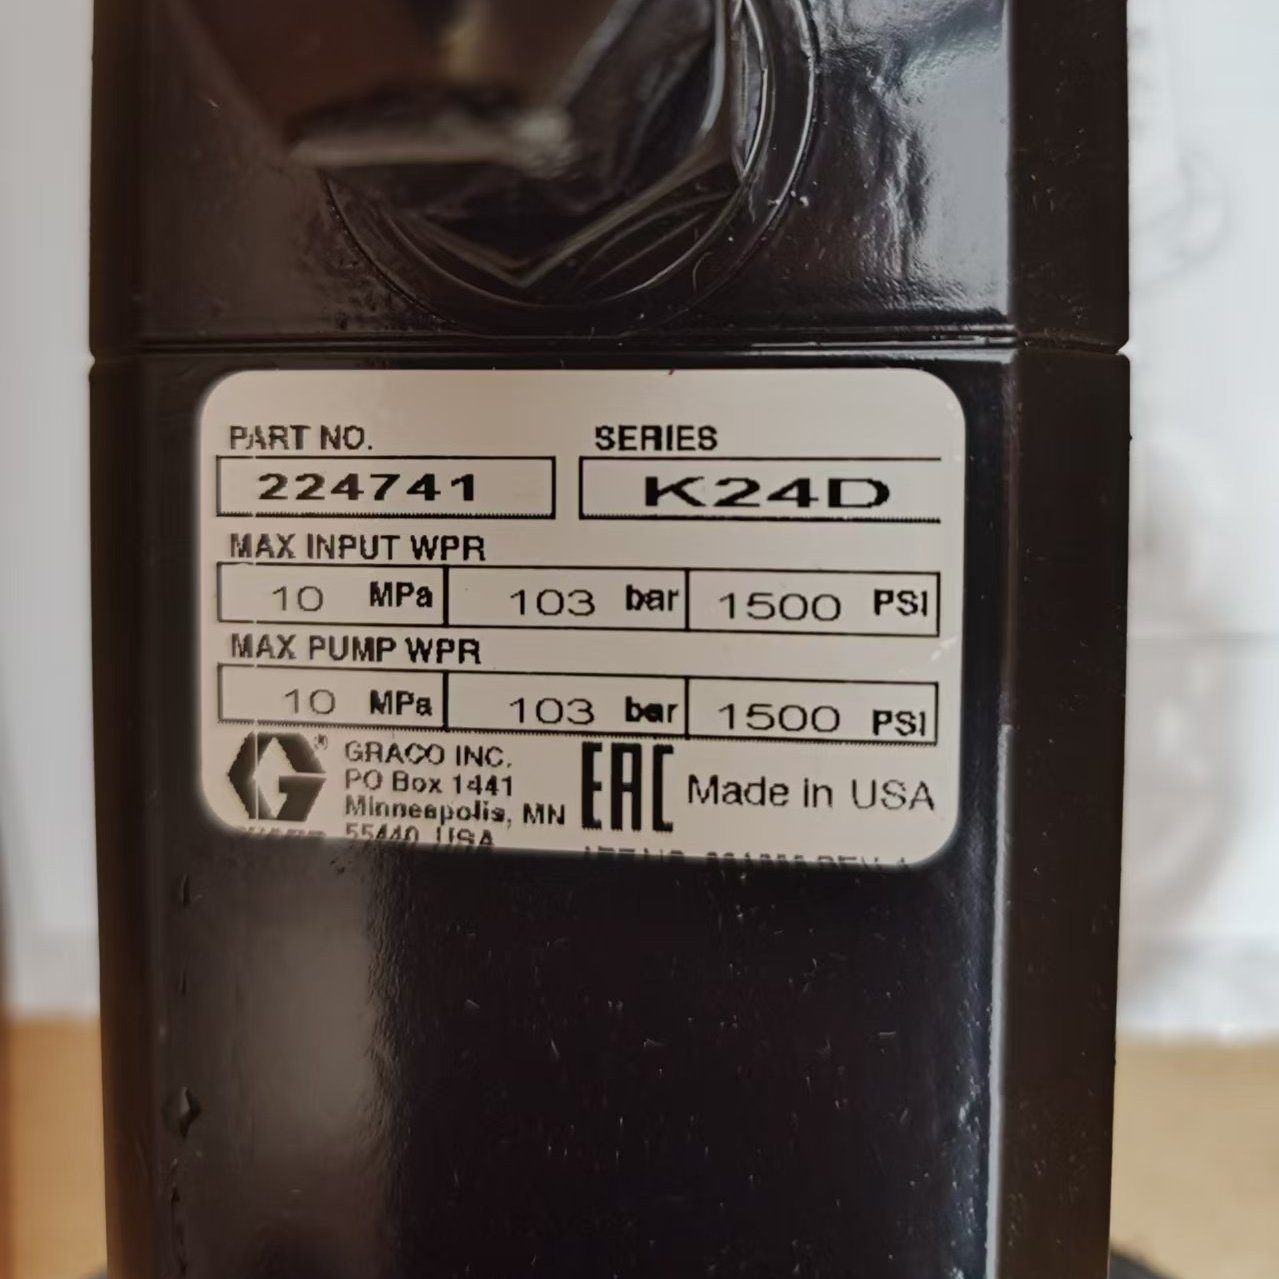 PART NO. SERIES
224741 K24D
MAX INPUT WPR
10 MPa 103 bar 1500 PSI
MAX PUMP WPR
10 MPa 103 bar 1500 PSI
G ® GRACO INC.
PO Box 1441
Minneapolis, MN
55440 USA
EAC Made in USA